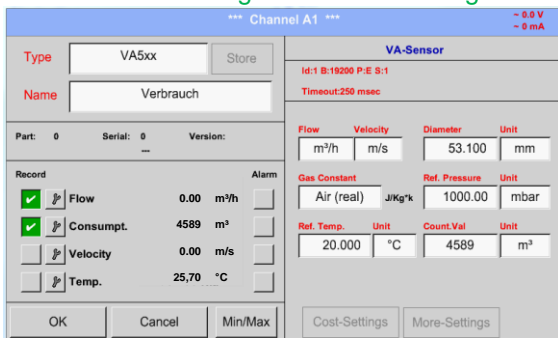 *** Channel A1 ***
~ 0.0 V
~ 0 mA
Type
VA5xx
Store
Name
Verbrauch
Part: 0 Serial: 0 Version:
---
Record
Alarm
Flow 0.00 m³/h
Consumpt. 4589 m³
Velocity 0.00 m/s
Temp. 25,70 °C
OK
Cancel
Min/Max
VA-Sensor
Id:1 B:19200 P:E S:1
Timeout:250 msec
Flow Velocity Diameter Unit
m³/h m/s 53.100 mm
Gas Constant Ref. Pressure Unit
Air (real) J/Kg*k 1000.00 mbar
Ref. Temp. Unit Count.Val Unit
20.000 °C 4589 m³
Cost-Settings
More-Settings